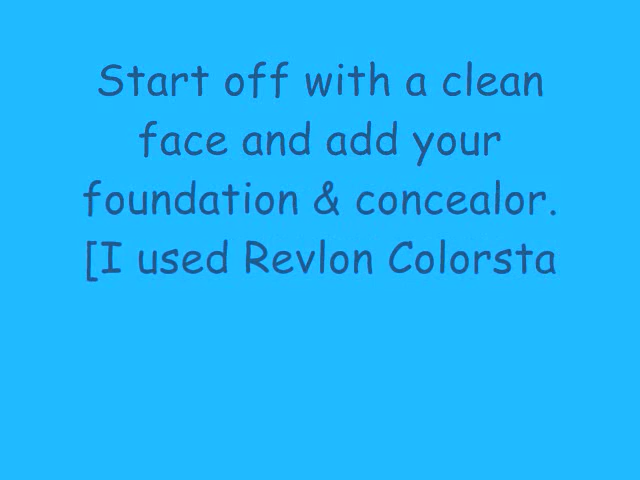 Start off with a clean
face and add your
foundation & concealor.
[I used Revlon Colorsta